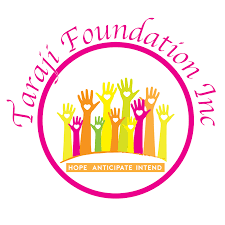 Taraji Foundation Inc
HOPE ANTICIPATE INTEND